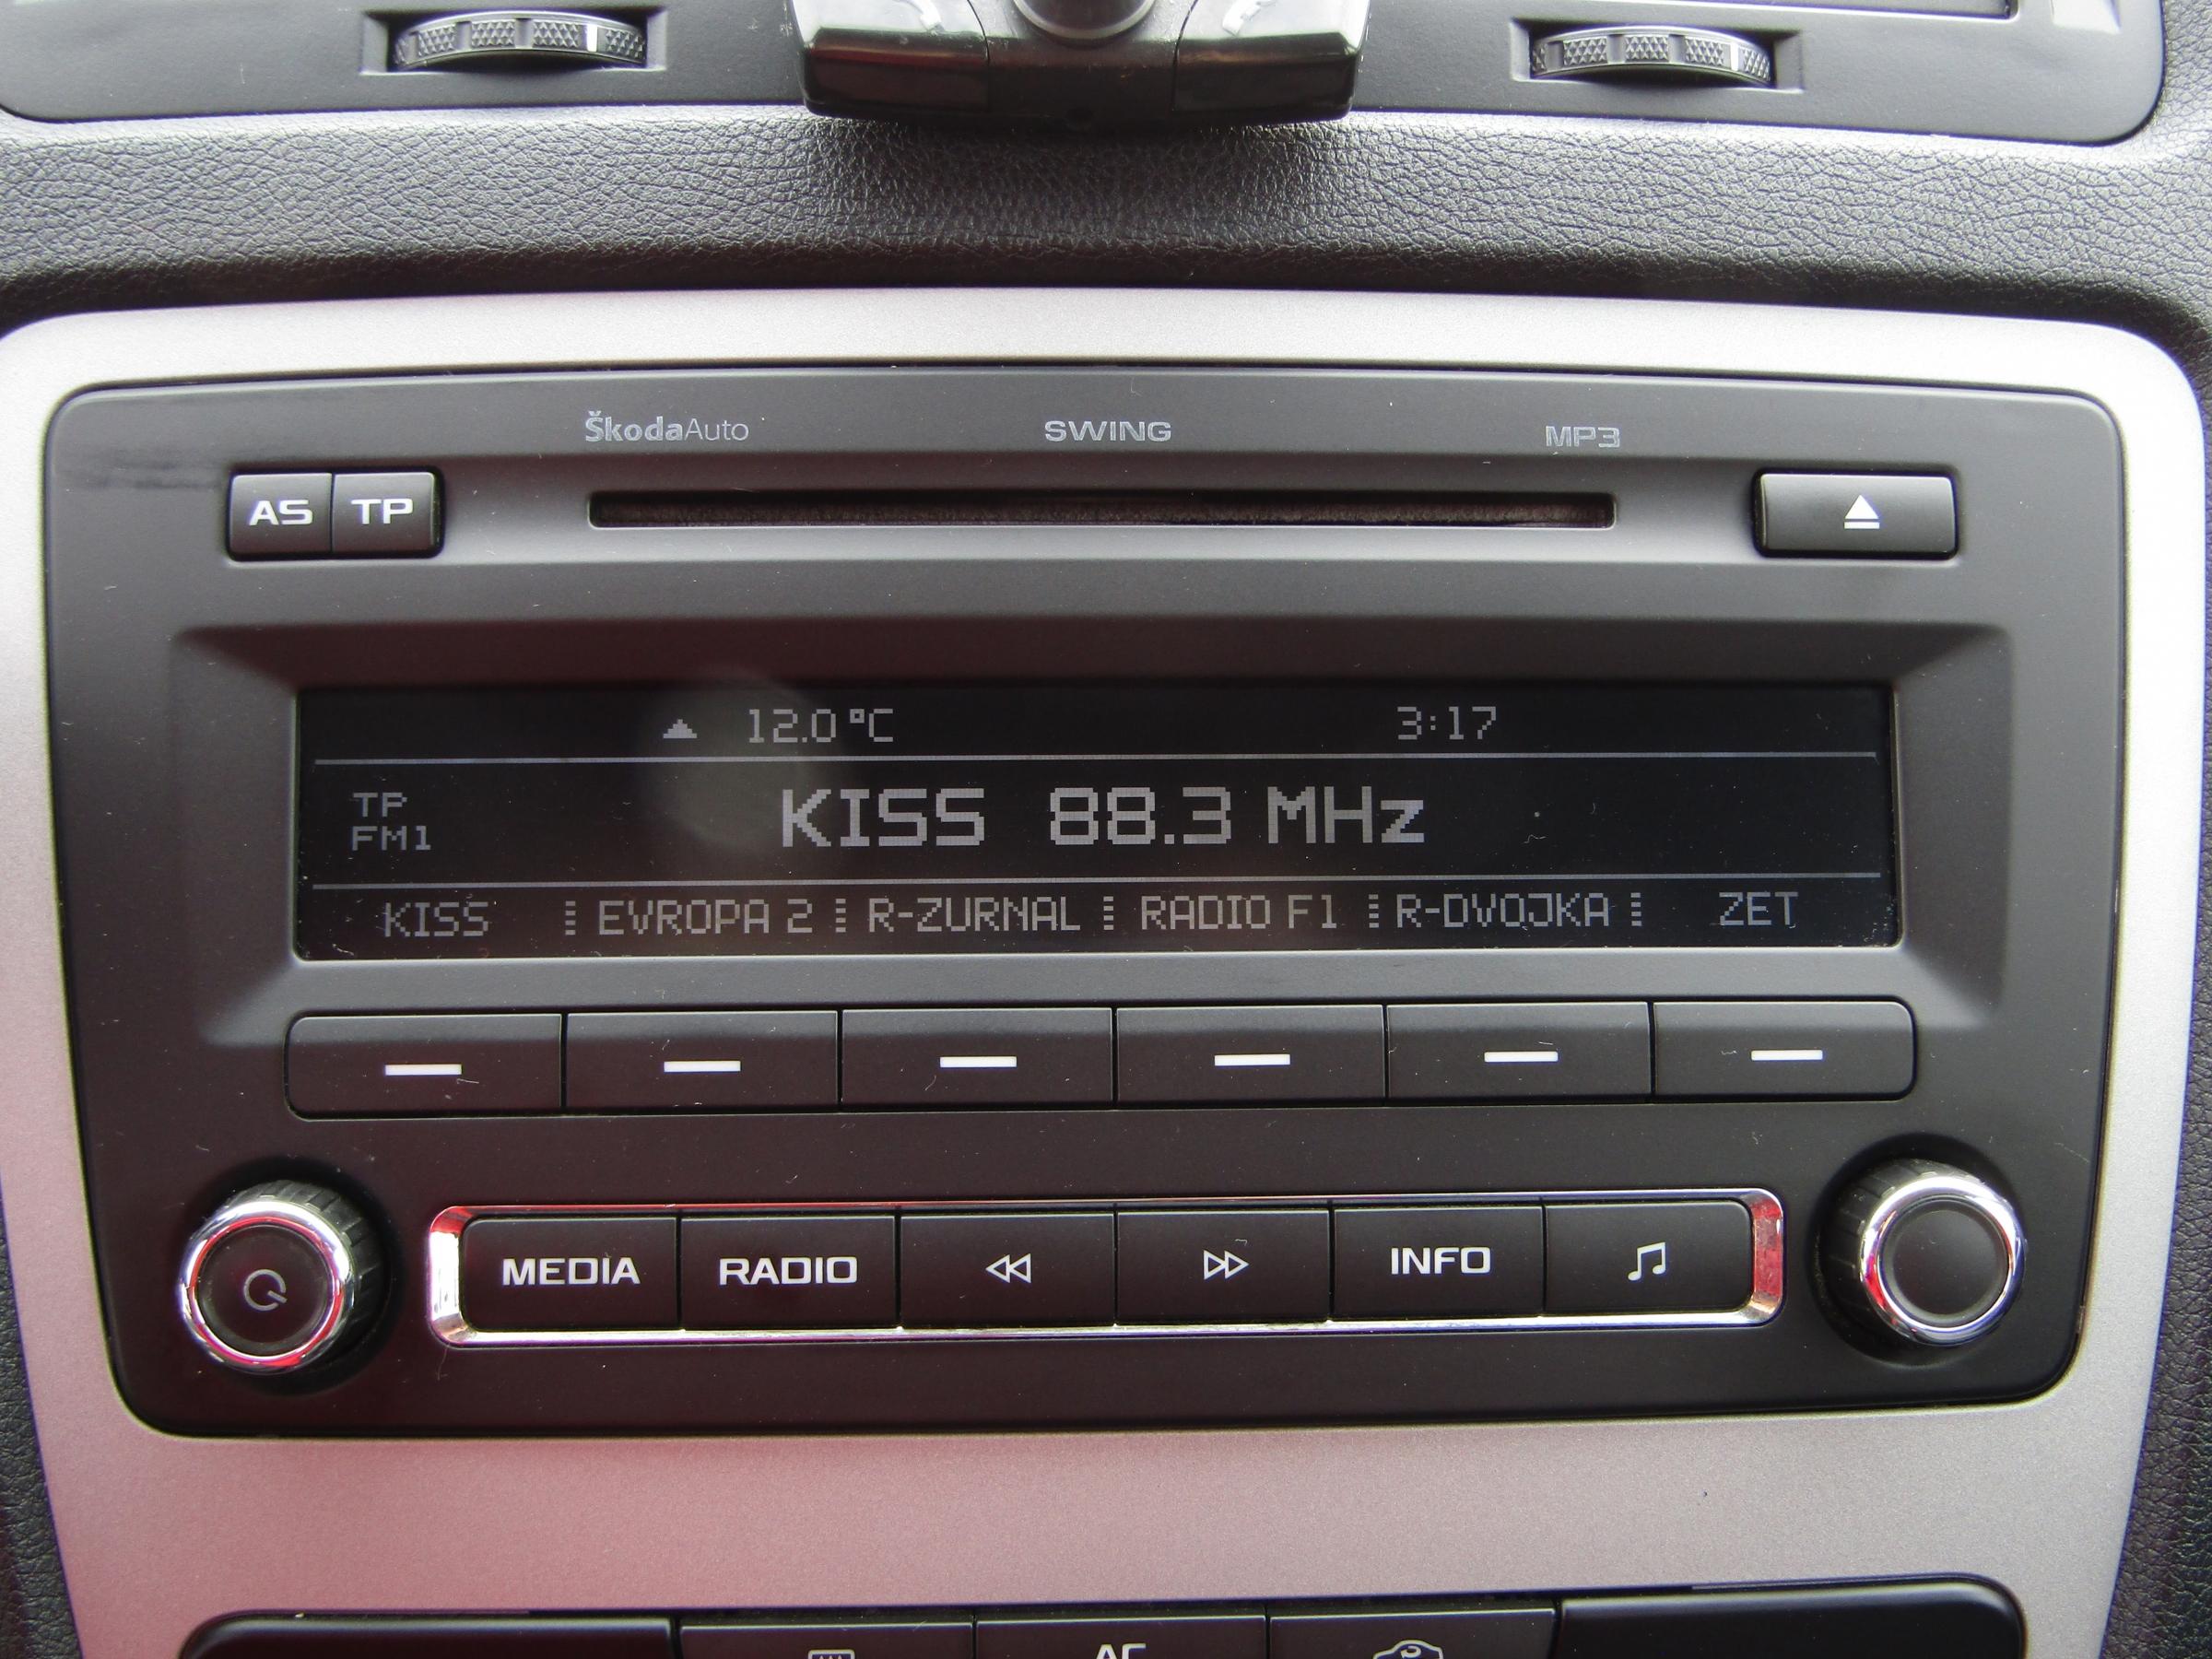 ŠkodaAuto SWING MP3
AS TP
12.0 °C 3:17
TP
FM1
KISS 88.3 MHz
KISS EVROPA 2 R-ZURNAL RADIO F1 R-DVOJKA ZET
MEDIA RADIO INFO